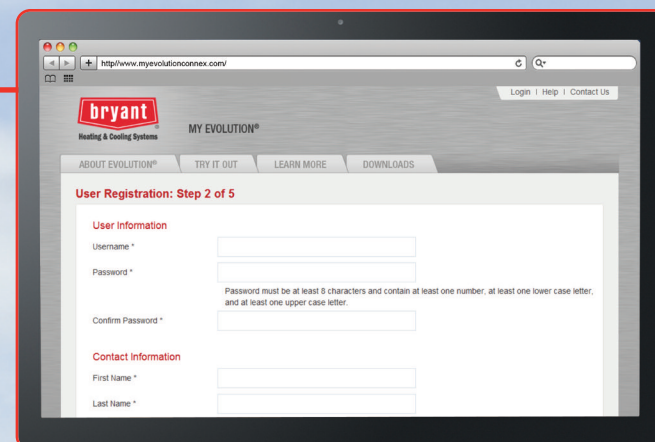 http//www.myevolutionconnex.com/
Login | Help | Contact Us
bryant
Heating & Cooling Systems
MY EVOLUTION®
ABOUT EVOLUTION® TRY IT OUT LEARN MORE DOWNLOADS
User Registration: Step 2 of 5
User Information
Username *
Password *
Password must be at least 8 characters and contain at least one number, at least one lower case letter,
and at least one upper case letter.
Confirm Password *
Contact Information
First Name *
Last Name *